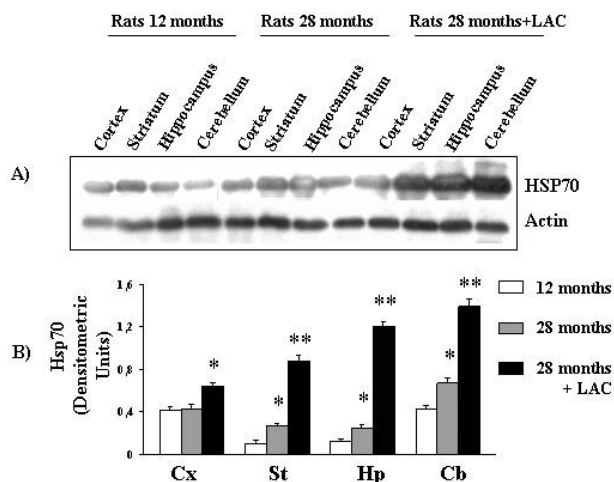 Rats 12 months Rats 28 months Rats 28 months+LAC
Cortex Striatum Hippocampus Cerebellum Cortex Striatum Hippocampus Cerebellum Cortex Striatum Hippocampus Cerebellum
A)
HSP70
Actin
B)
Hsp70
(Densitometric
Units)
1,6
1,2
0,8
0,4
0
* ** * ** * ** * **
12 months
28 months
28 months
+ LAC
Cx St Hp Cb